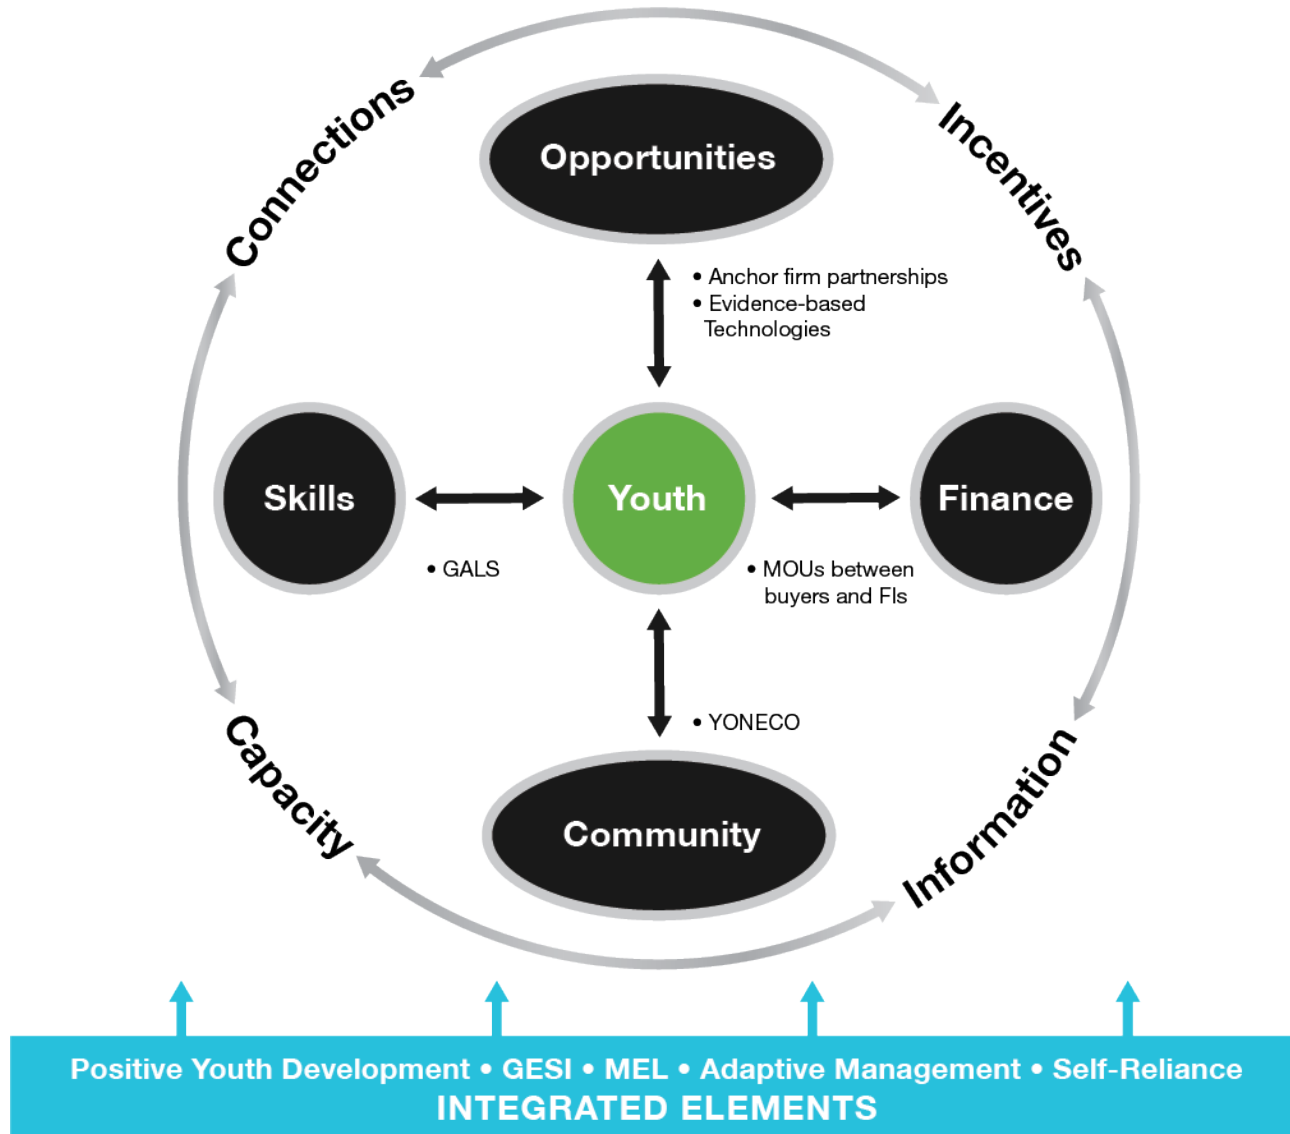 Connections
Incentives
Opportunities
• Anchor firm partnerships
• Evidence-based
Technologies
Skills
Youth
Finance
• GALS
• MOUs between
buyers and FIs
• YONECO
Capacity
Community
Information
Positive Youth Development • GESI • MEL • Adaptive Management • Self-Reliance
INTEGRATED ELEMENTS